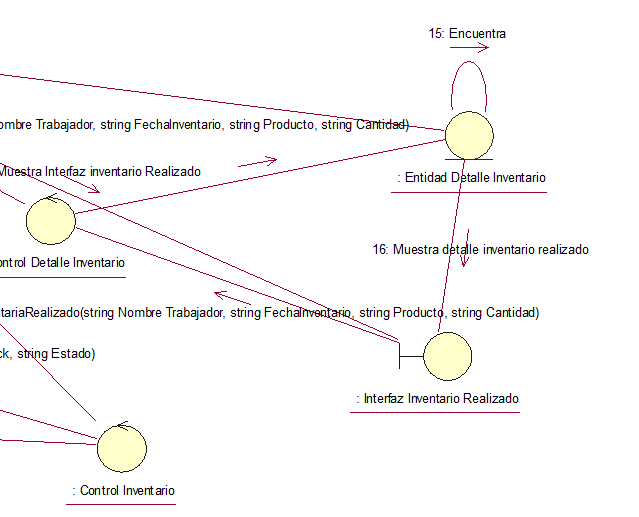 15: Encuentra
ombre Trabajador, string FechaInventario, string Producto, string Cantidad)
Muestra Interfaz inventario Realizado
: Entidad Detalle Inventario
16: Muestra detalle inventario realizado
ontrol Detalle Inventario
tariaRealizado(string Nombre Trabajador, string FechaInventario, string Producto, string Cantidad)
ck, string Estado)
: Interfaz Inventario Realizado
: Control Inventario